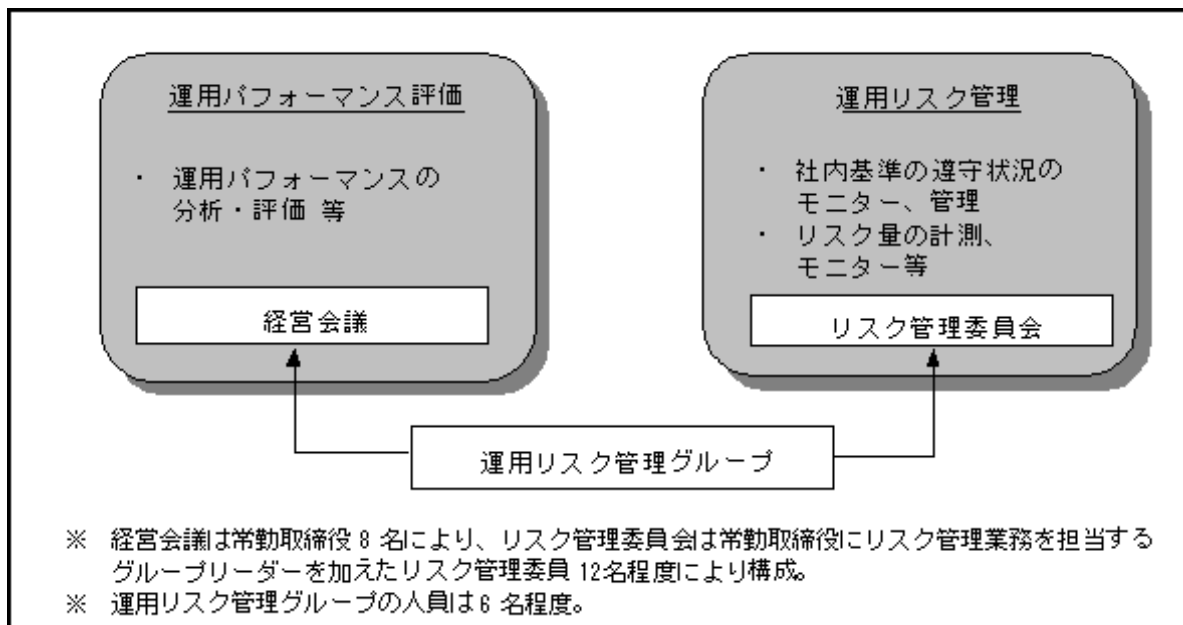 運用パフォーマンス評価
・ 運用パフォーマンスの
分析・評価 等
経営会議
運用リスク管理
・ 社内基準の遵守状況の
モニター、管理
・ リスク量の計測、
モニター等
リスク管理委員会
運用リスク管理グループ
※ 経営会議は常勤取締役8名により、リスク管理委員会は常勤取締役にリスク管理業務を担当する
グループリーダーを加えたリスク管理委員12名程度により構成。
※ 運用リスク管理グループの人員は6名程度。